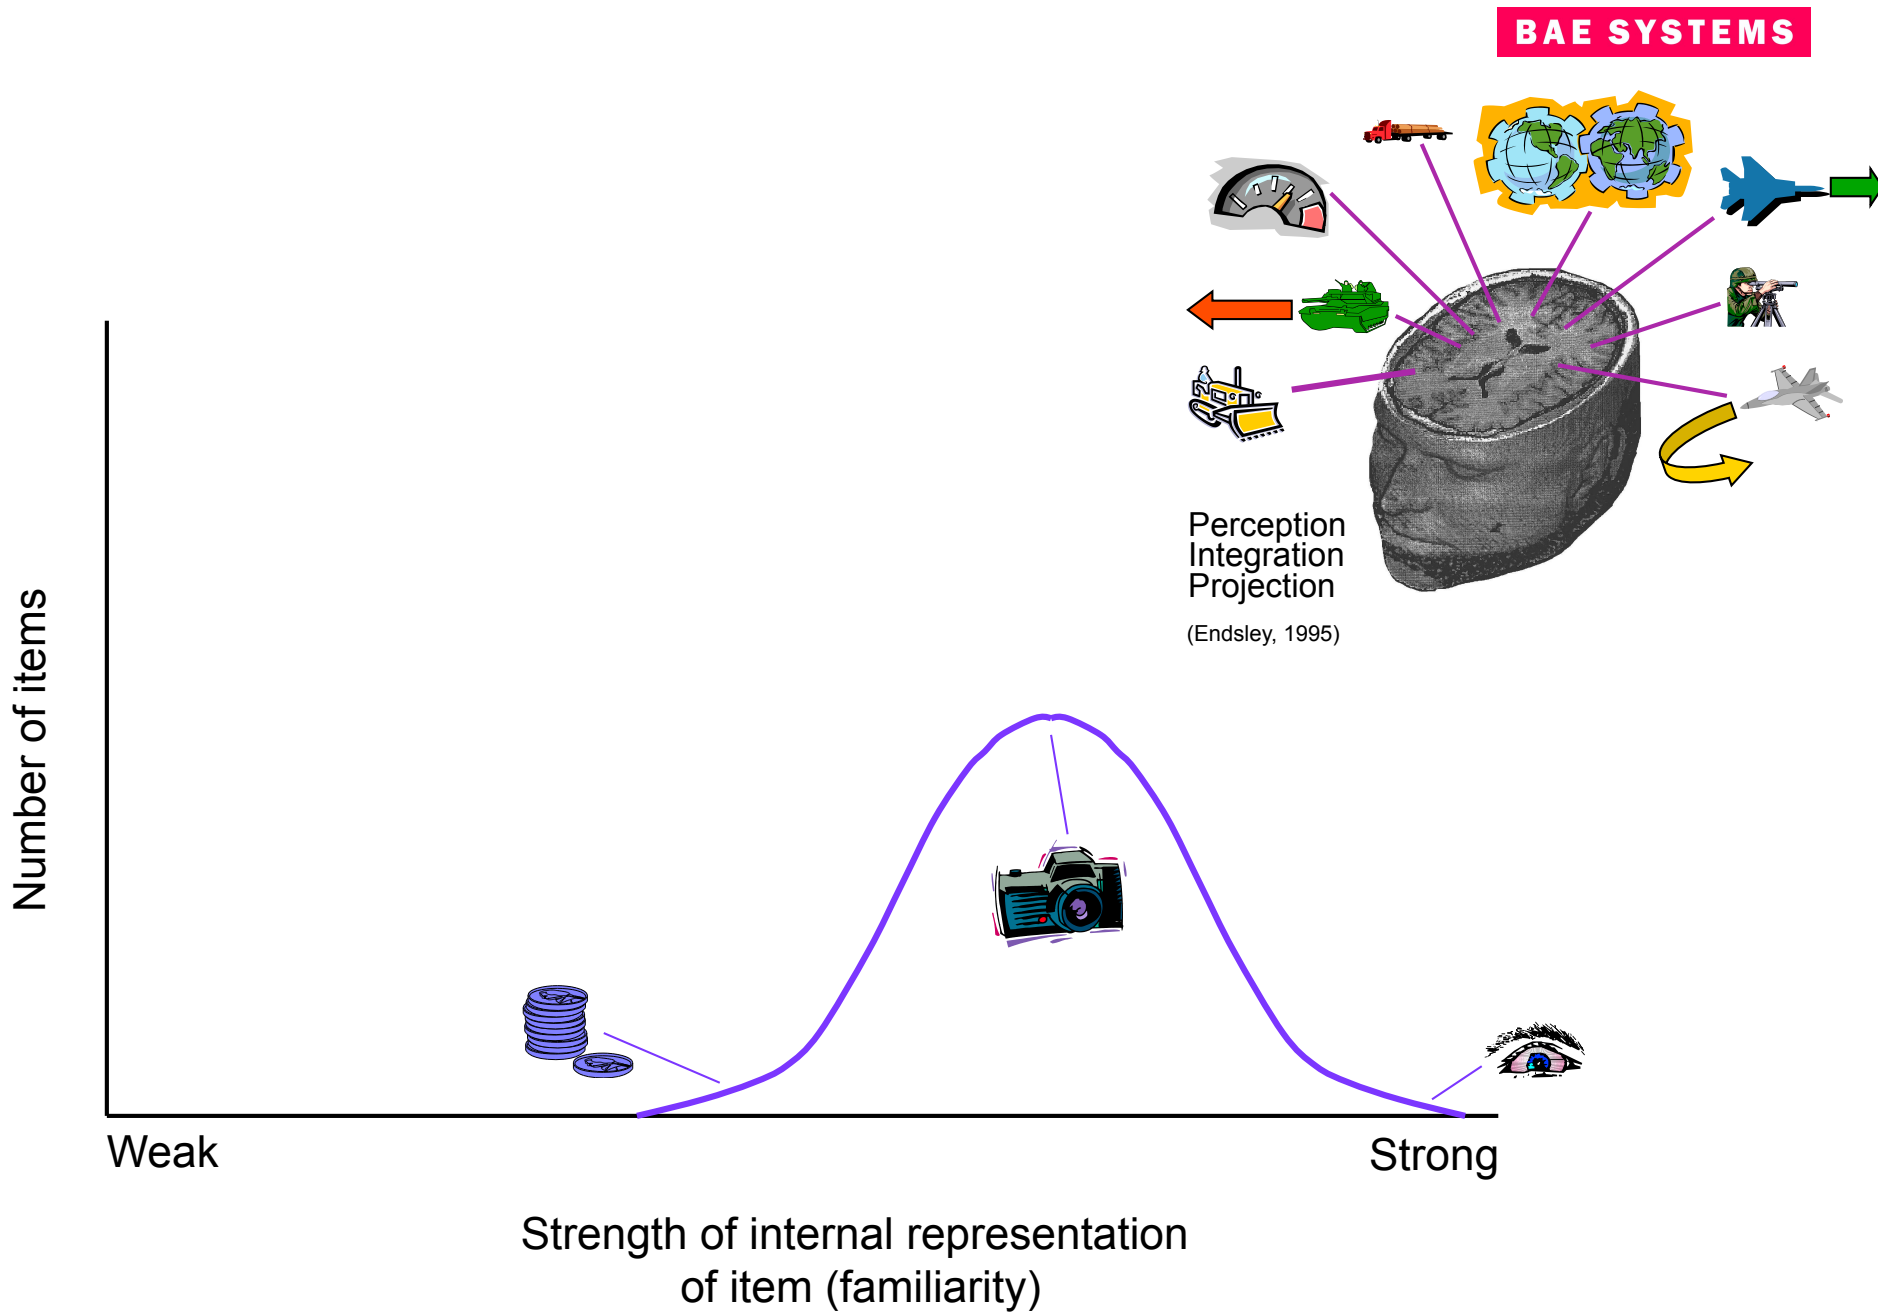 BAE SYSTEMS
Perception
Integration
Projection
(Endsley, 1995)
Number of items
Weak
Strong
Strength of internal representation
of item (familiarity)